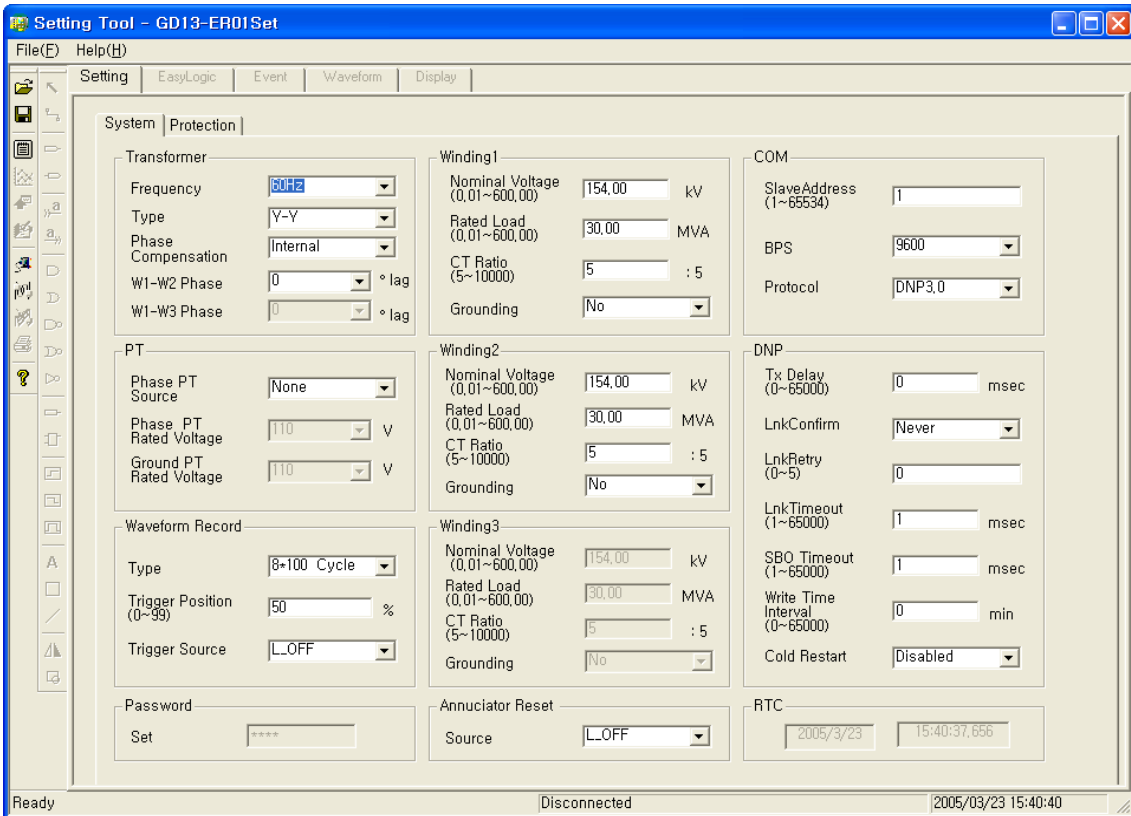 Setting Tool - GD13-ER01Set
File(F) Help(H)
Setting EasyLogic Event Waveform Display
System Protection
Transformer
Frequency 60Hz
Type Y-Y
Phase
Compensation Internal
W1-W2 Phase 0 ° lag
W1-W3 Phase 0 ° lag
PT
Phase PT
Source None
Phase PT
Rated Voltage 110 V
Ground PT
Rated Voltage 110 V
Waveform Record
Type 8*100 Cycle
Trigger Position
(0~99) 50 %
Trigger Source L_OFF
Password
Set ****
Winding1
Nominal Voltage
(0,01~600,00) 154,00 kV
Rated Load
(0,01~600,00) 30,00 MVA
CT Ratio
(5~10000) 5 : 5
Grounding No
Winding2
Nominal Voltage
(0,01~600,00) 154,00 kV
Rated Load
(0,01~600,00) 30,00 MVA
CT Ratio
(5~10000) 5 : 5
Grounding No
Winding3
Nominal Voltage
(0,01~600,00) 154,00 kV
Rated Load
(0,01~600,00) 30,00 MVA
CT Ratio
(5~10000) 5 : 5
Grounding No
Annuciator Reset
Source L_OFF
COM
SlaveAddress
(1~65534) 1
BPS 9600
Protocol DNP3,0
DNP
Tx Delay
(0~65000) 0 msec
LnkConfirm Never
LnkRetry
(0~5) 0
LnkTimeout
(1~65000) 1 msec
SBO Timeout
(1~65000) 1 msec
Write Time
Interval
(0~65000) 0 min
Cold Restart Disabled
RTC
2005/3/23 15:40:37,656
Ready Disconnected 2005/03/23 15:40:40